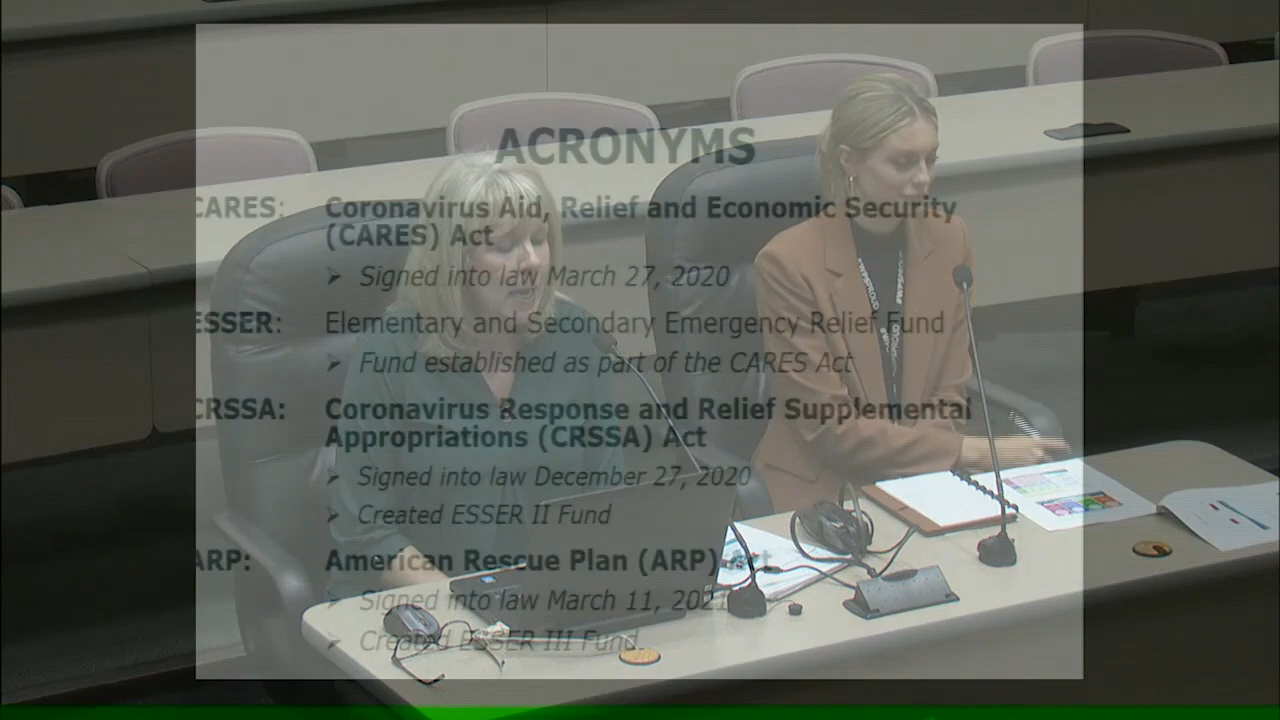 ACRONYMS
CARES: Coronavirus Aid, Relief and Economic Security
(CARES) Act
➤ Signed into law March 27, 2020
ESSER: Elementary and Secondary Emergency Relief Fund
➤ Fund established as part of the CARES Act
CRSSA: Coronavirus Response and Relief Supplemental
Appropriations (CRSSA) Act
➤ Signed into law December 27, 2020
➤ Created ESSER II Fund
ARP: American Rescue Plan (ARP) Act
➤ Signed into law March 11, 2021
➤ Created ESSER III Fund
#WPSPROUD
#WPSPROUD